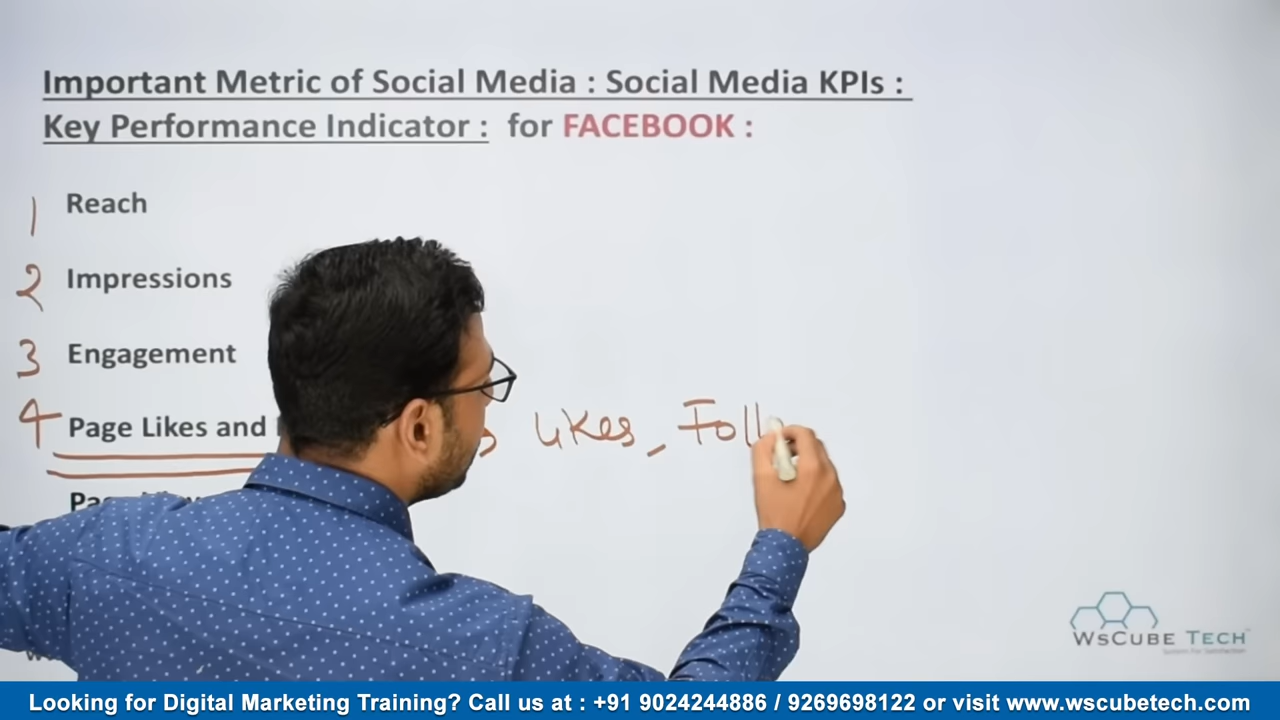 Important Metric of Social Media : Social Media KPIs :
Key Performance Indicator : for FACEBOOK :
1 Reach
2 Impressions
3 Engagement
4 Page Likes and
Likes, Foll
WsCube Tech
Looking for Digital Marketing Training? Call us at : +91 9024244886 / 9269698122 or visit www.wscubetech.com